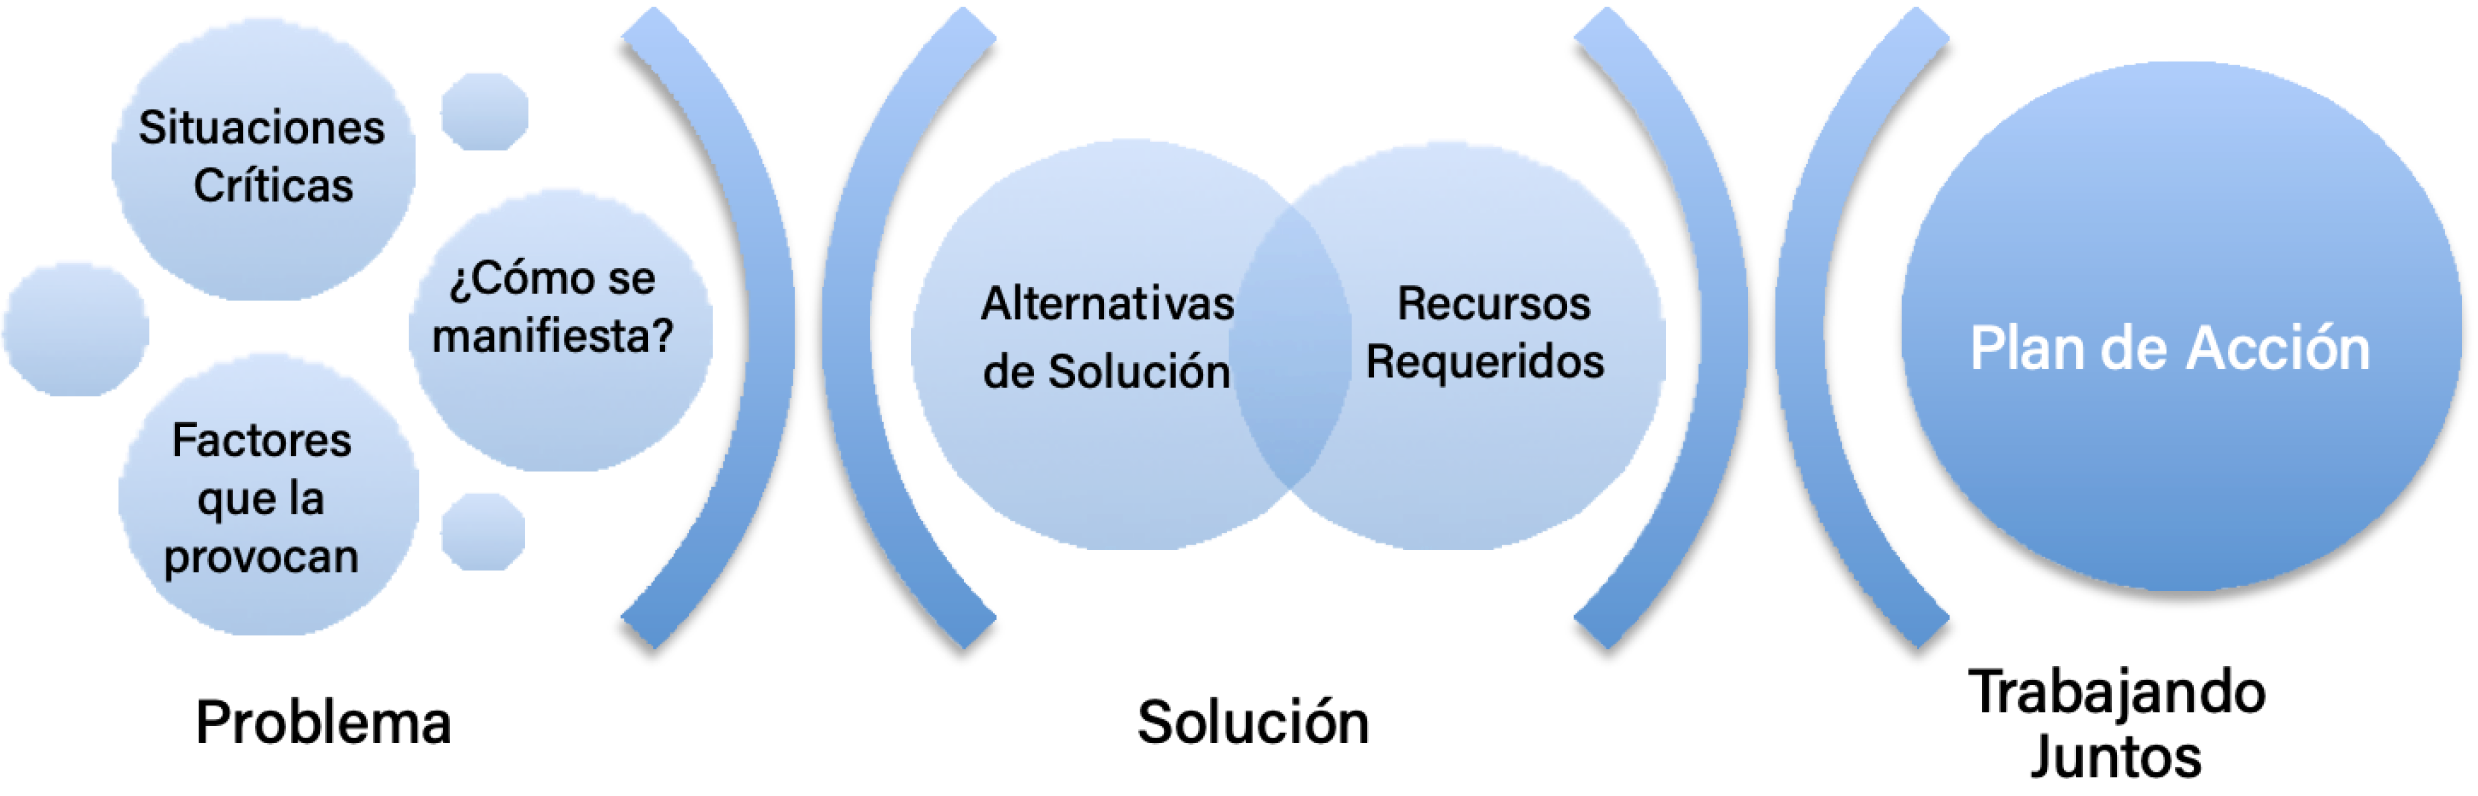 Situaciones
Críticas
¿Cómo se
manifiesta?
Factores
que la
provocan
Problema
Alternativas
de Solución
Recursos
Requeridos
Solución
Plan de Acción
Trabajando
Juntos